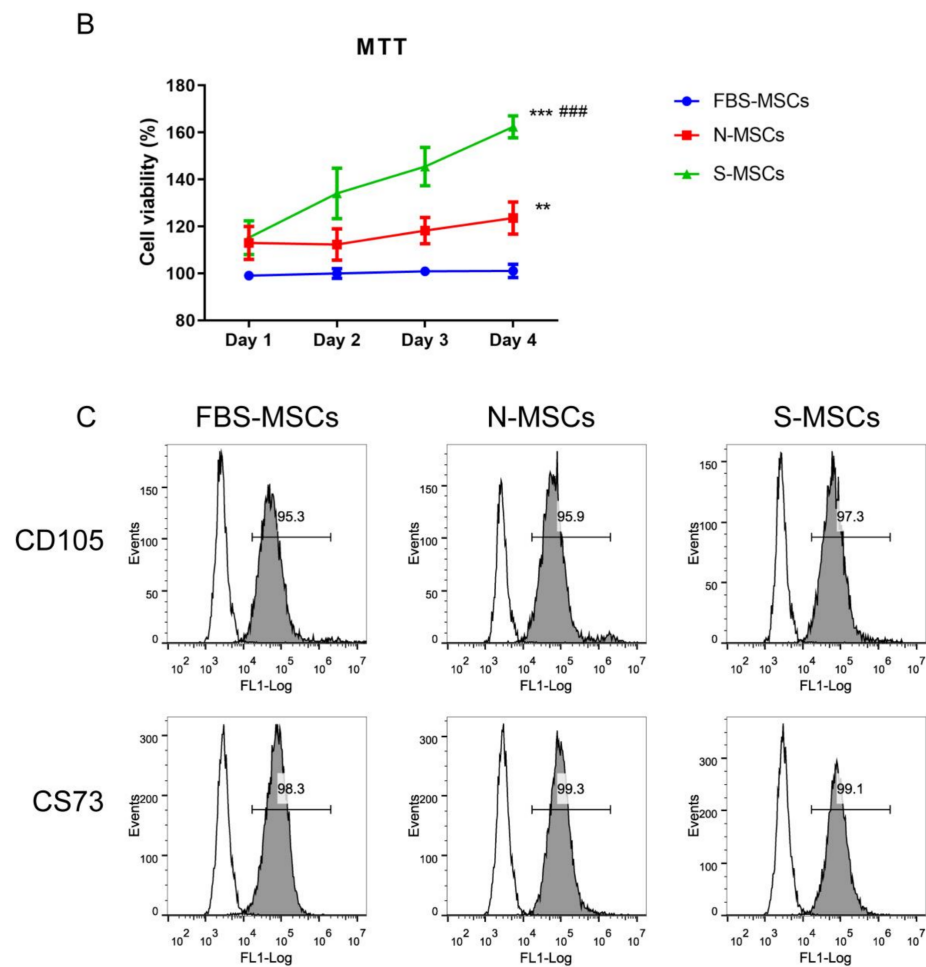 B
MTT
180
160
140
120
100
80
Cell viability (%)
Day 1 Day 2 Day 3 Day 4
*** ###
**
FBS-MSCs
N-MSCs
S-MSCs
C
FBS-MSCs N-MSCs S-MSCs
CD105
150
100
50
0
Events
95.3
10² 10³ 10⁴ 10⁵ 10⁶ 10⁷
FL1-Log
150
100
50
0
Events
95.9
10² 10³ 10⁴ 10⁵ 10⁶ 10⁷
FL1-Log
150
100
50
0
Events
97.3
10² 10³ 10⁴ 10⁵ 10⁶ 10⁷
FL1-Log
CS73
300
200
100
0
Events
98.3
10² 10³ 10⁴ 10⁵ 10⁶ 10⁷
FL1-Log
300
200
100
0
Events
99.3
10² 10³ 10⁴ 10⁵ 10⁶ 10⁷
FL1-Log
300
200
100
0
Events
99.1
10² 10³ 10⁴ 10⁵ 10⁶ 10⁷
FL1-Log